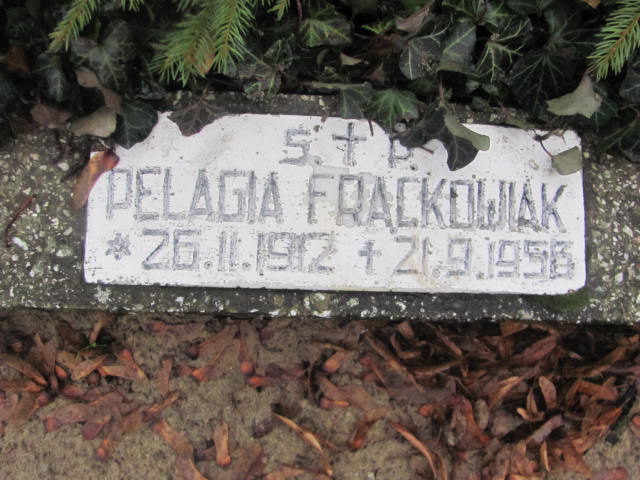 S. + P.
PELAGIA FRĄCKOWIAK
* 26.11.1912 + 21.9.1958